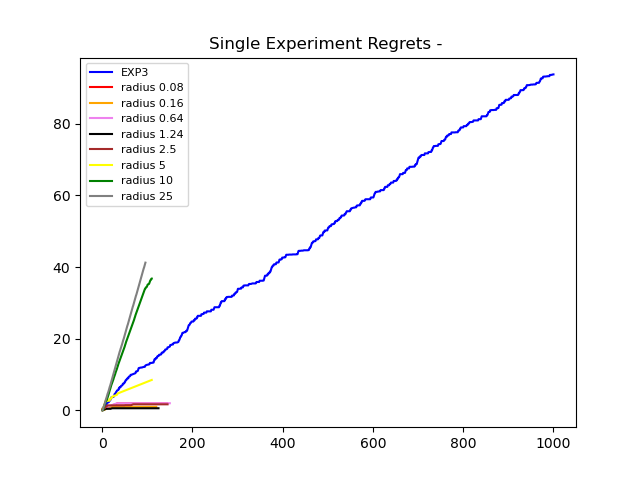 Single Experiment Regrets -
EXP3
radius 0.08
radius 0.16
radius 0.64
radius 1.24
radius 2.5
radius 5
radius 10
radius 25
80
60
40
20
0
0 200 400 600 800 1000